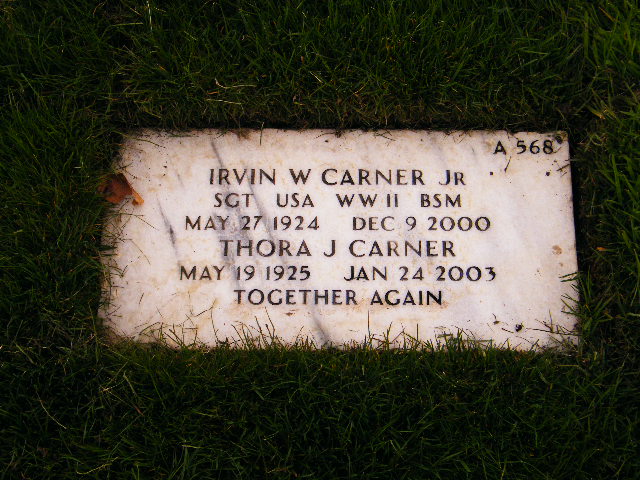 A 568
IRVIN W CARNER JR
SGT USA WW II BSM
MAY 27 1924 DEC 9 2000
THORA J CARNER
MAY 19 1925 JAN 24 2003
TOGETHER AGAIN